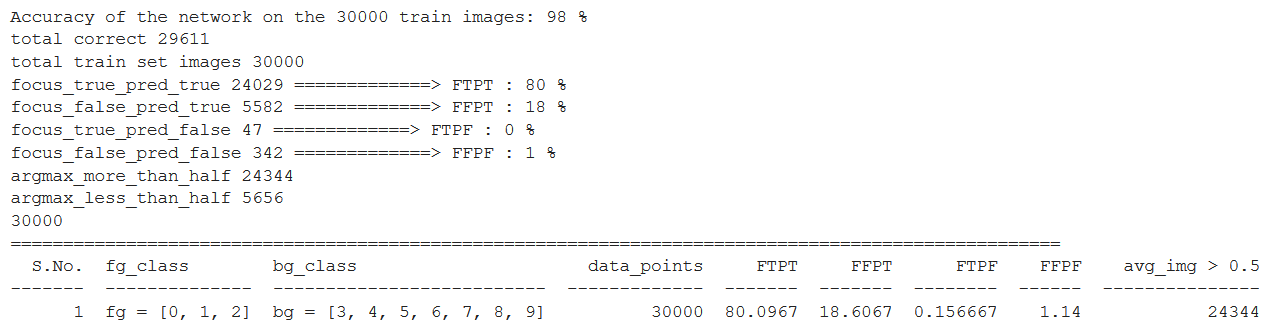 Accuracy of the network on the 30000 train images: 98 %
total correct 29611
total train set images 30000
focus_true_pred_true 24029 =============> FTPT : 80 %
focus_false_pred_true 5582 =============> FFPT : 18 %
focus_true_pred_false 47 =============> FTPF : 0 %
focus_false_pred_false 342 =============> FFPF : 1 %
argmax_more_than_half 24344
argmax_less_than_half 5656
30000
====================================================================================================
S.No.  fg_class        bg_class                      data_points     FTPT     FFPT      FTPF    FFPF    avg_img > 0.5
-------  --------------  --------------------------  -------------  -------  -------  --------  ------  ---------------
1  fg = [0, 1, 2]  bg = [3, 4, 5, 6, 7, 8, 9]          30000  80.0967  18.6067  0.156667    1.14            24344